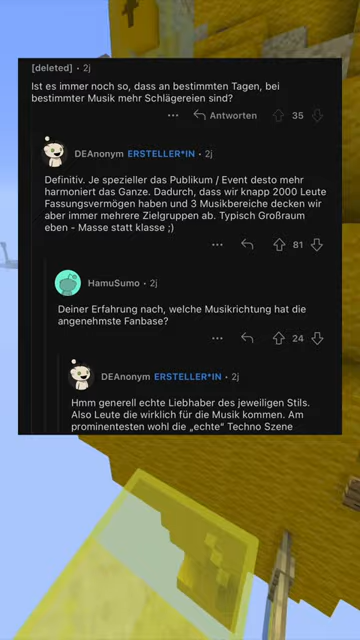 [deleted] • 2j
Ist es immer noch so, dass an bestimmten Tagen, bei
bestimmter Musik mehr Schlägereien sind?
Antworten 35
DEAnonym ERSTELLER*IN • 2j
Definitiv. Je spezieller das Publikum / Event desto mehr
harmoniert das Ganze. Dadurch, dass wir knapp 2000 Leute
Fassungsvermögen haben und 3 Musikbereiche decken wir
aber immer mehrere Zielgruppen ab. Typisch Großraum
eben - Masse statt klasse ;)
81
HamuSumo • 2j
Deiner Erfahrung nach, welche Musikrichtung hat die
angenehmste Fanbase?
24
DEAnonym ERSTELLER*IN • 2j
Hmm generell echte Liebhaber des jeweiligen Stils.
Also Leute die wirklich für die Musik kommen. Am
prominentesten wohl die „echte“ Techno Szene